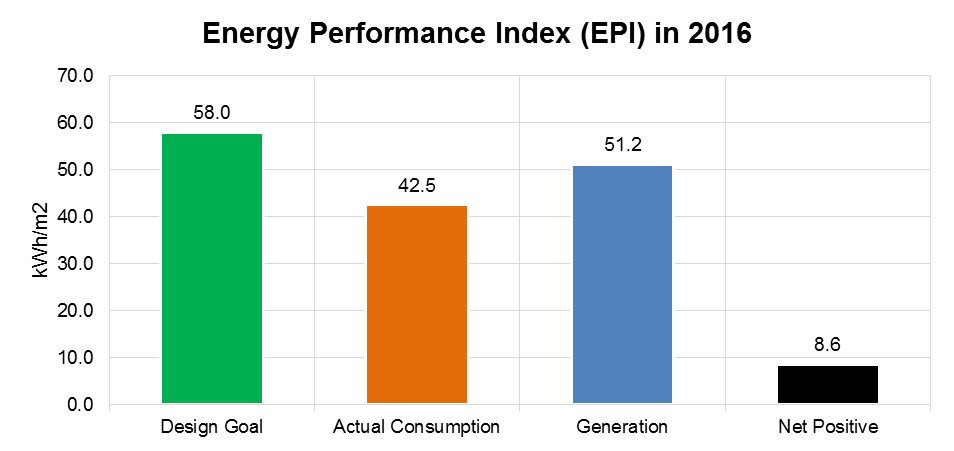 Energy Performance Index (EPI) in 2016
70.0
60.0
50.0
40.0
30.0
20.0
10.0
0.0
kWh/m2
58.0
42.5
51.2
8.6
Design Goal
Actual Consumption
Generation
Net Positive